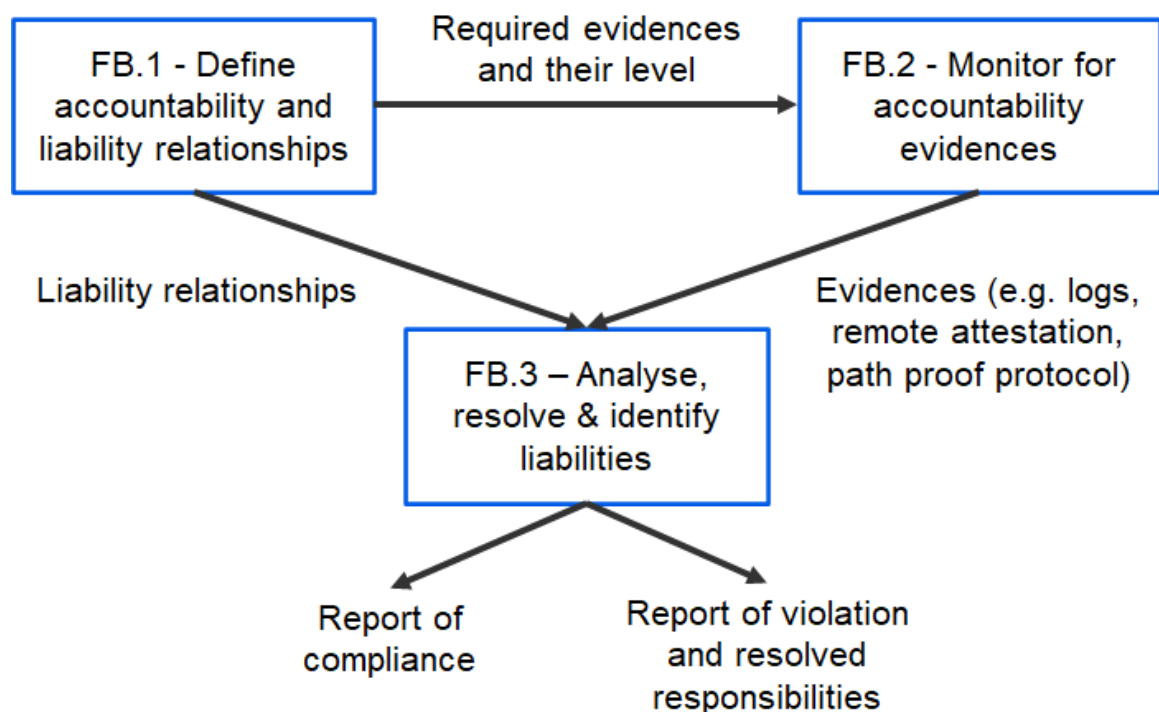 FB.1 - Define
accountability and
liability relationships
Required evidences
and their level
FB.2 - Monitor for
accountability
evidences
Liability relationships
Evidences (e.g. logs,
remote attestation,
path proof protocol)
FB.3 – Analyse,
resolve & identify
liabilities
Report of
compliance
Report of violation
and resolved
responsibilities